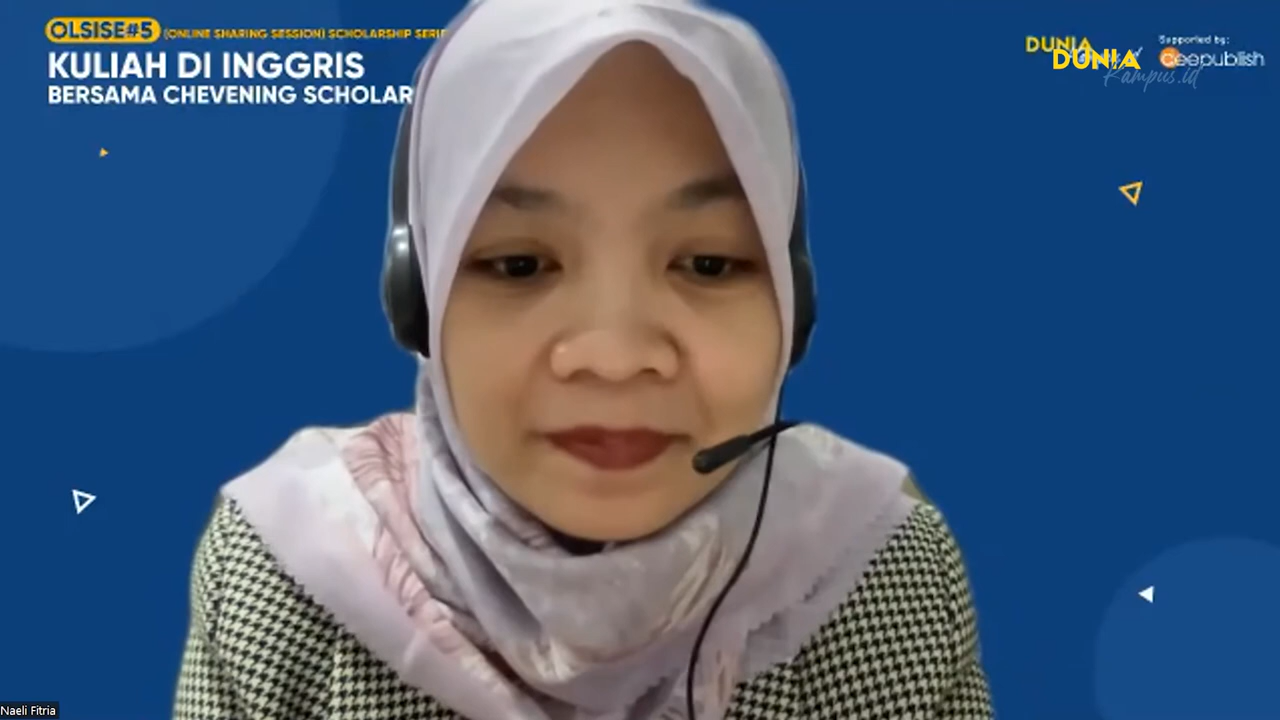 OLSISE#5 (ONLINE SHARING SESSION) SCHOLARSHIP SERIE
KULIAH DI INGGRIS
BERSAMA CHEVENING SCHOLAR
DUNIA
DUNIA
Kampus.id
Supported by:
deepublish
Naeli Fitria